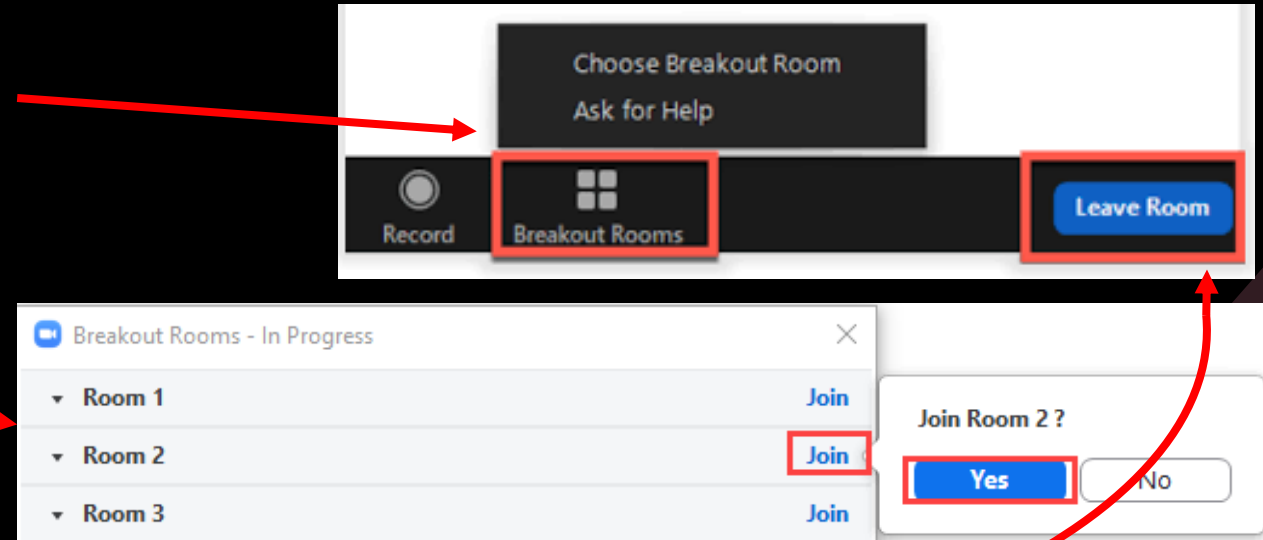 Choose Breakout Room
Ask for Help
Record
Breakout Rooms
Leave Room
Breakout Rooms - In Progress
Room 1 Join
Room 2 Join
Room 3 Join
Join Room 2 ?
Yes No